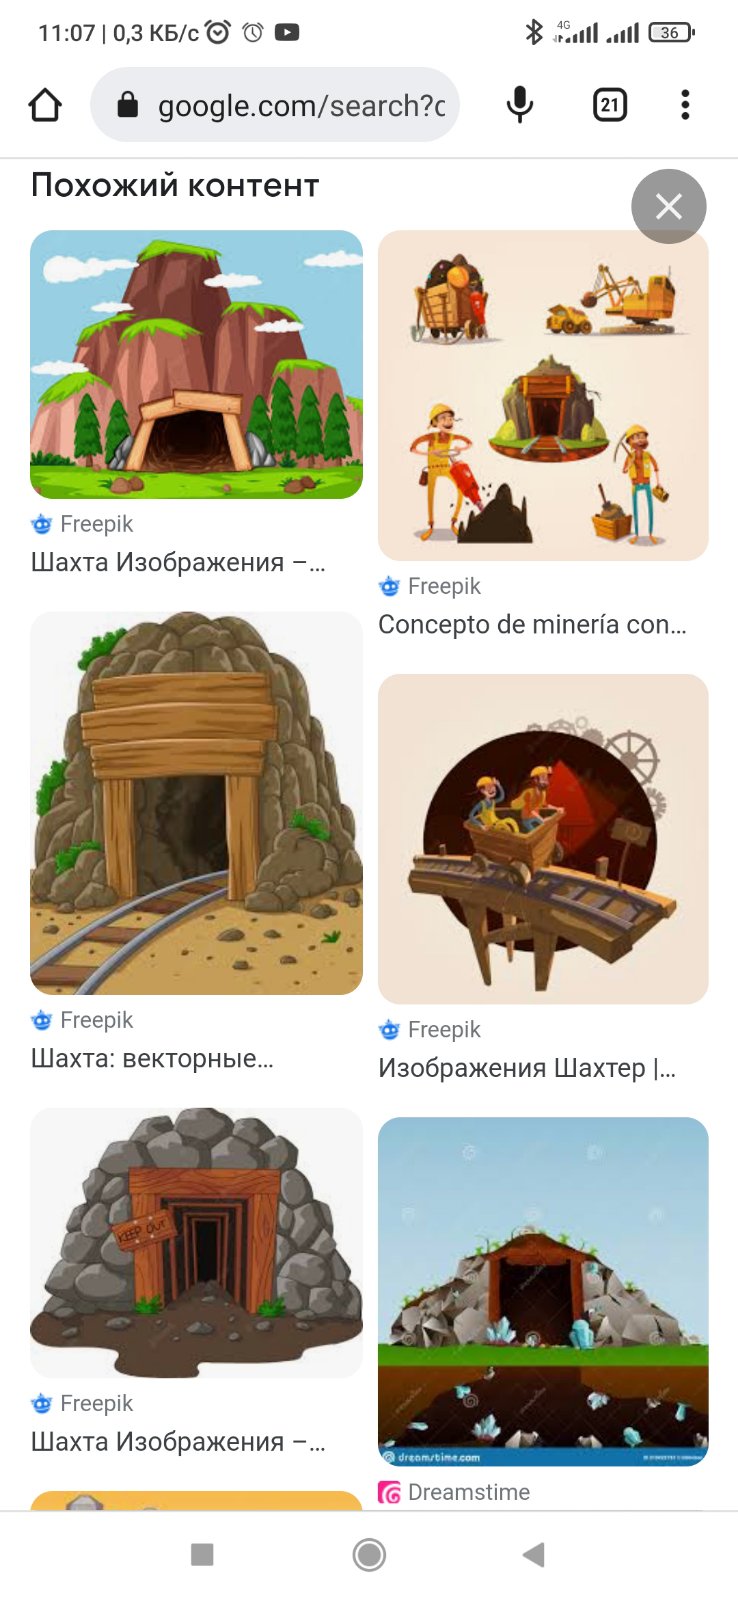 11:07 | 0,3 КБ/с
4G
36
google.com/search?c
21
Похожий контент
Freepik
Шахта Изображения –...
Freepik
Concepto de minería con...
Freepik
Шахта: векторные...
Freepik
Изображения Шахтер |...
KEEP OUT
Freepik
Шахта Изображения –...
dreamstime.com
Dreamstime